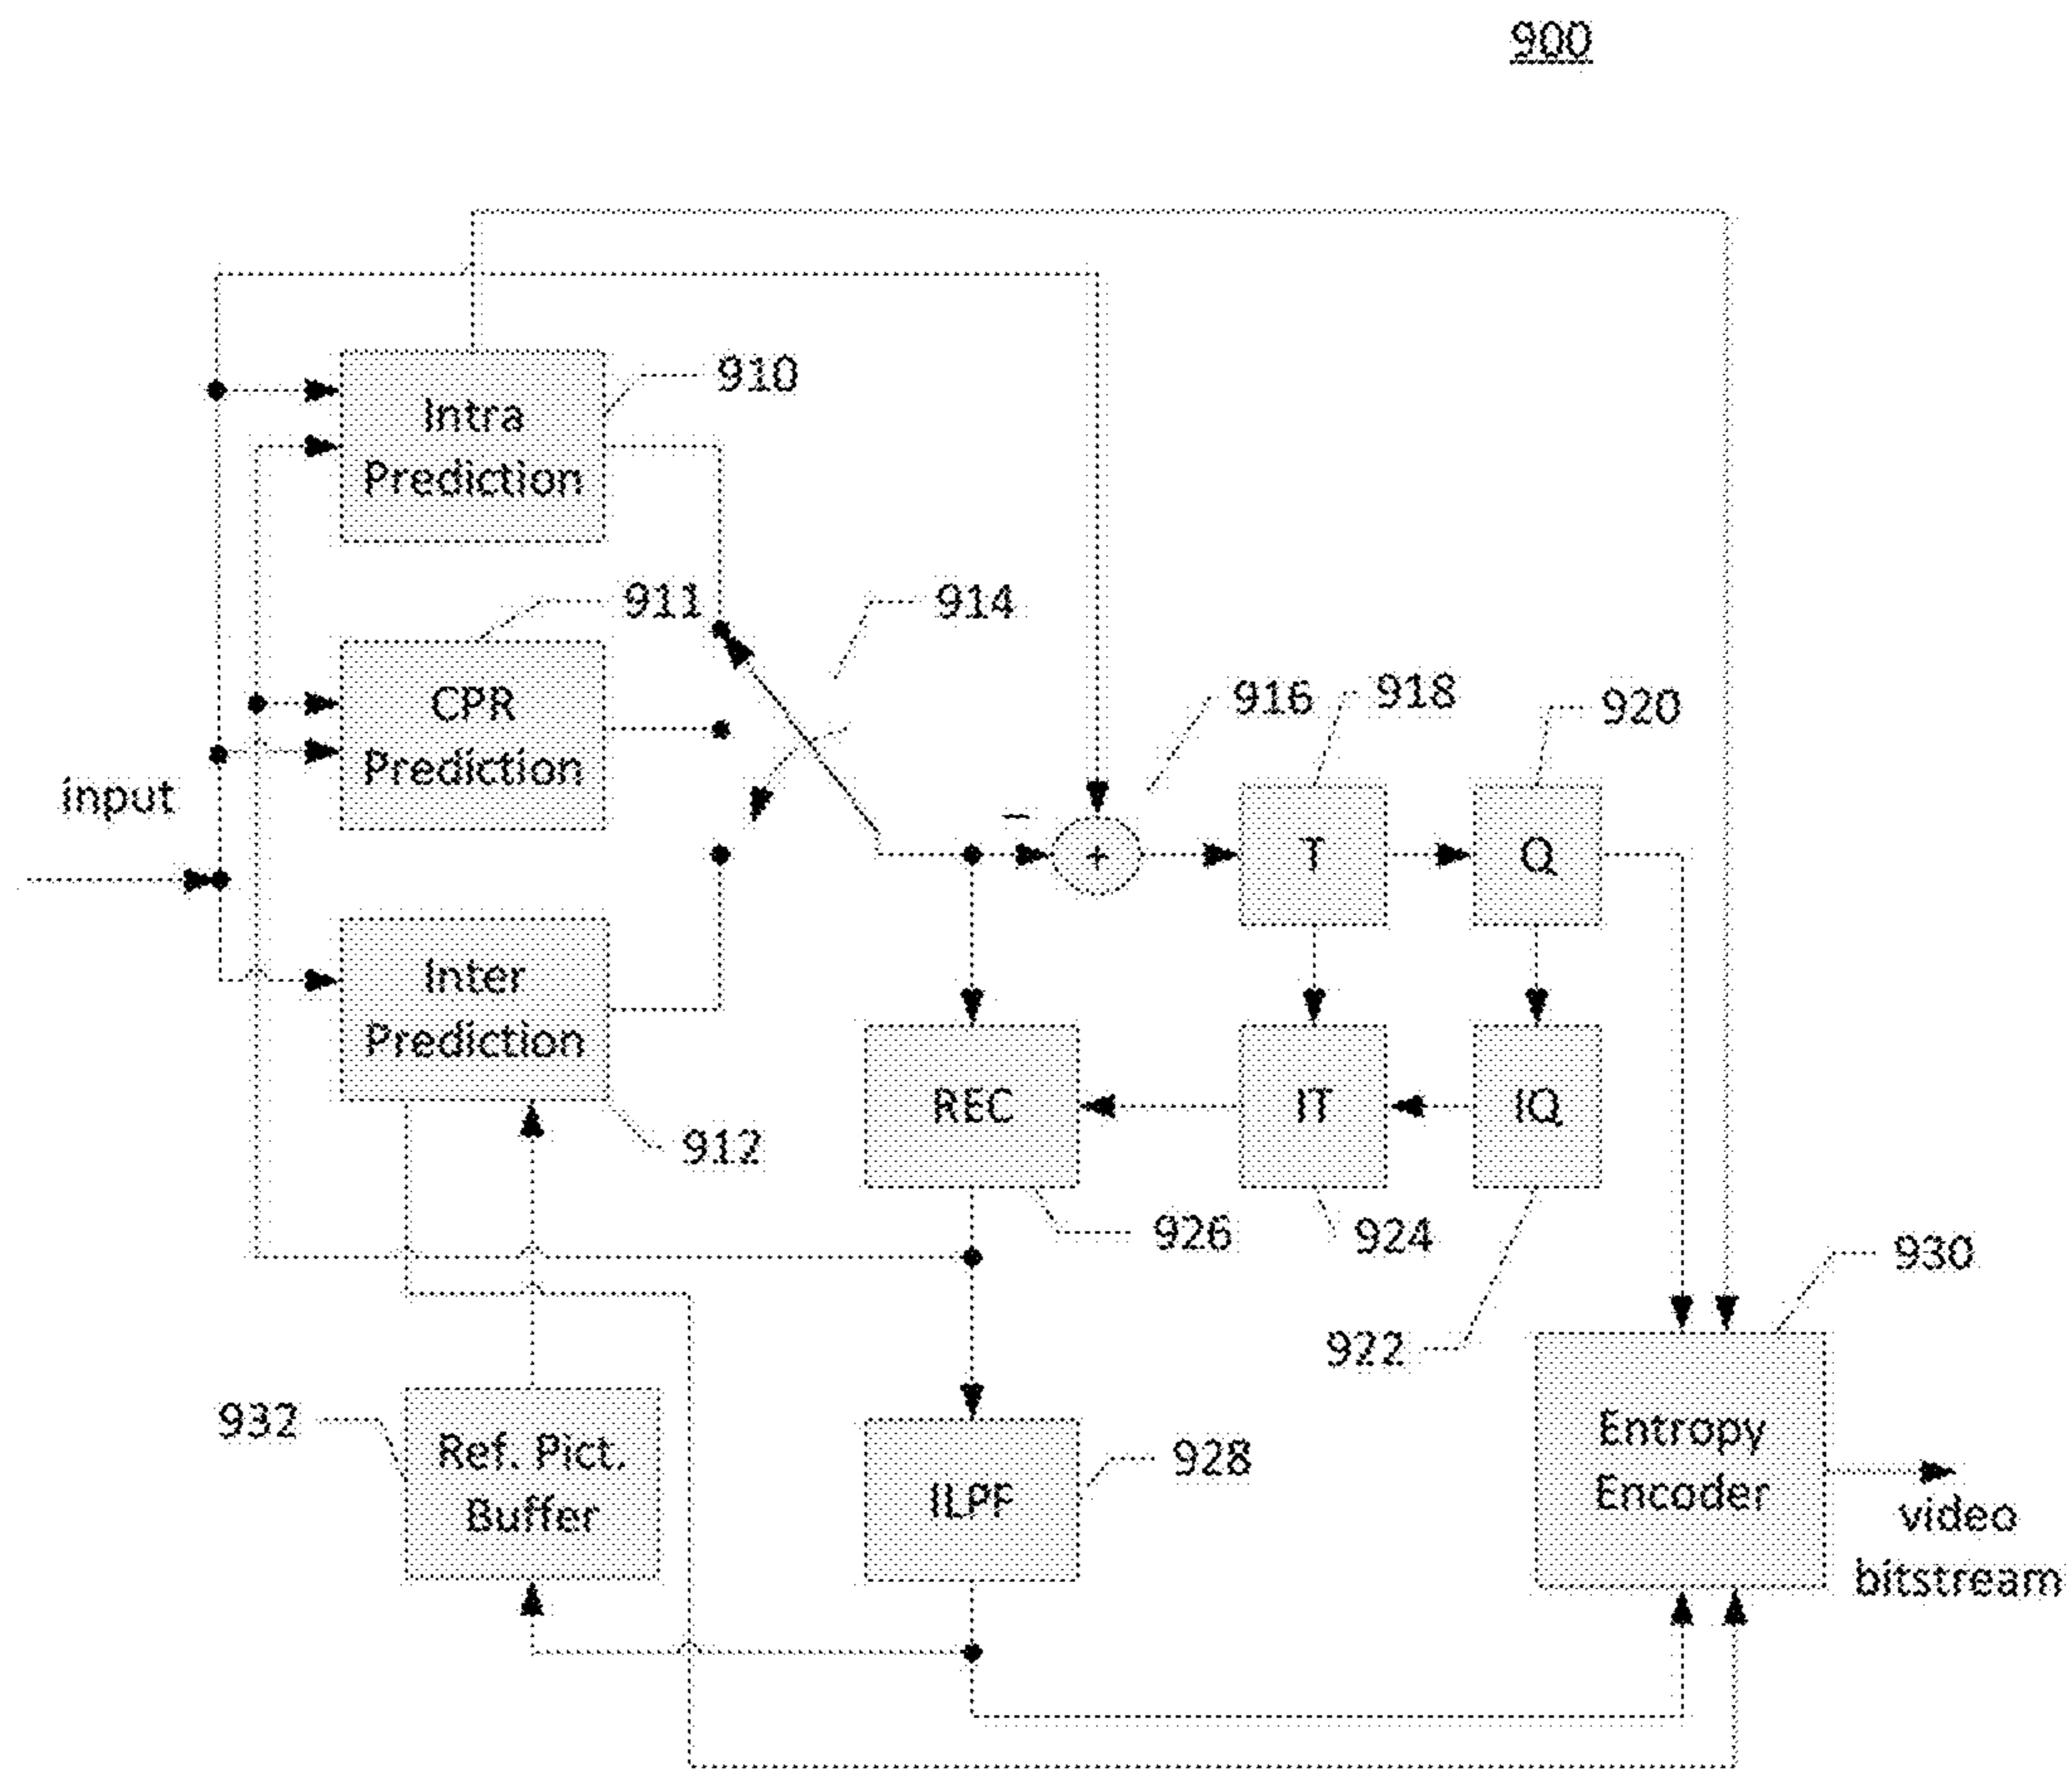 900
910
Intra
Prediction
911
914
CPR
Prediction
916
918
920
input
−
+
T
Q
Inter
Prediction
912
REC
IT
IQ
926
924
922
930
932
Ref. Pict.
Buffer
ILPF
928
Entropy
Encoder
video
bitstream